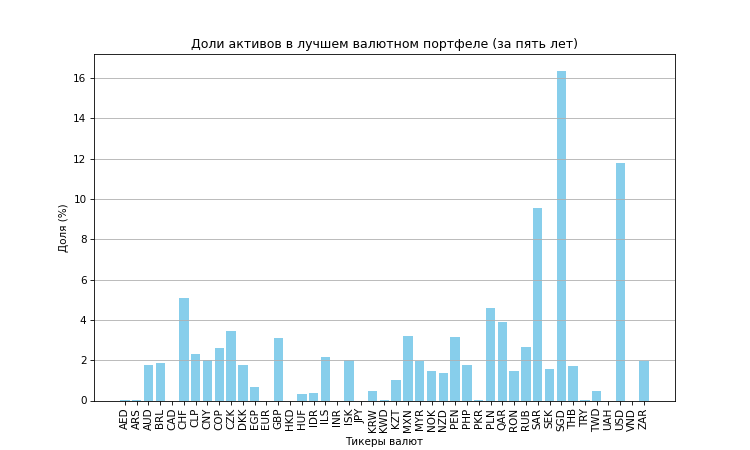 Доли активов в лучшем валютном портфеле (за пять лет)
Доля (%)
16
14
12
10
8
6
4
2
0
AED ARS AUD BRL CAD CHF CLP CNY COP CZK DKK EGP EUR GBP HKD HUF IDR ILS INR ISK JPY KRW KWD KZT MXN MYR NOK NZD PEN PHP PKR PLN QAR RON RUB SAR SEK SGD THB TRY TWD UAH USD VND ZAR
Тикеры валют